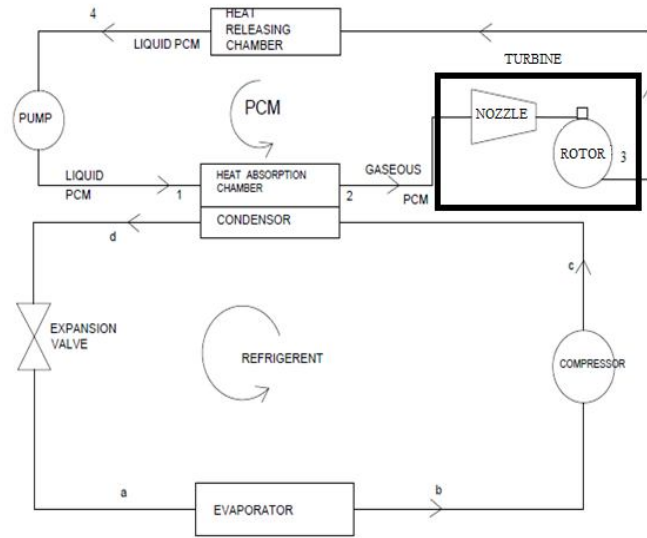 4
HEAT
RELEASING
CHAMBER
LIQUID PCM
TURBINE
PUMP
PCM
NOZZLE
ROTOR
3
LIQUID
PCM
1
HEAT ABSORPTION
CHAMBER
2
GASEOUS
PCM
CONDENSOR
d
c
EXPANSION
VALVE
REFRIGERENT
COMPRESSOR
a
EVAPORATOR
b